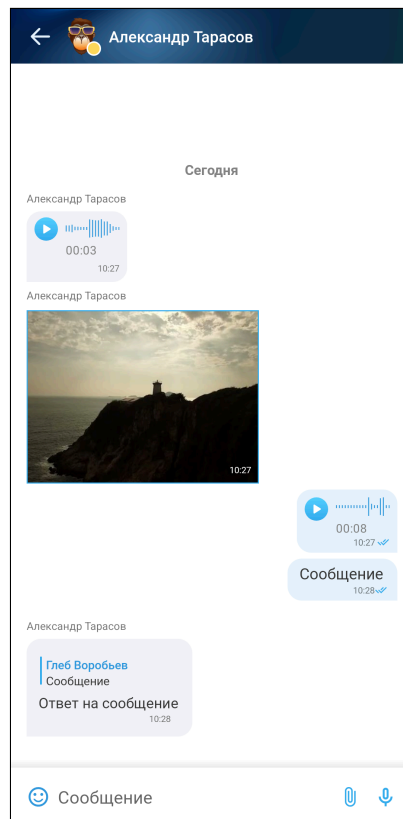 Александр Тарасов
Сегодня
Александр Тарасов
00:03
10:27
Александр Тарасов
10:27
00:08
10:27
Сообщение
10:28
Александр Тарасов
Глеб Воробьев
Сообщение
Ответ на сообщение
10:28
Сообщение